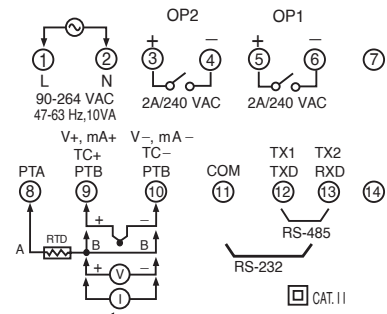 OP2 OP1
+ − + −
1 2 3 4 5 6 7
L N
90-264 VAC 2A/240 VAC 2A/240 VAC
47-63 Hz,10VA
V+, mA+ V−, mA −
TC+ TC− TX1 TX2
PTA PTB PTB COM TXD RXD
8 9 10 11 12 13 14
+ −
RTD RS-485
A B B
+ V − RS-232
I
CAT. II